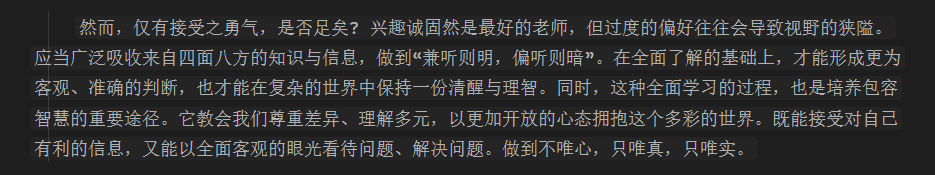 然而，仅有接受之勇气，是否足矣？兴趣诚固然是最好的老师，但过度的偏好往往会导致视野的狭隘。
应当广泛吸收来自四面八方的知识与信息，做到“兼听则明，偏听则暗”。在全面了解的基础上，才能形成更为
客观、准确的判断，也才能在复杂的世界中保持一份清醒与理智。同时，这种全面学习的过程，也是培养包容
智慧的重要途径。它教会我们尊重差异、理解多元，以更加开放的心态拥抱这个多彩的世界。既能接受对自己
有利的信息，又能以全面客观的眼光看待问题、解决问题。做到不唯心，只唯真，只唯实。